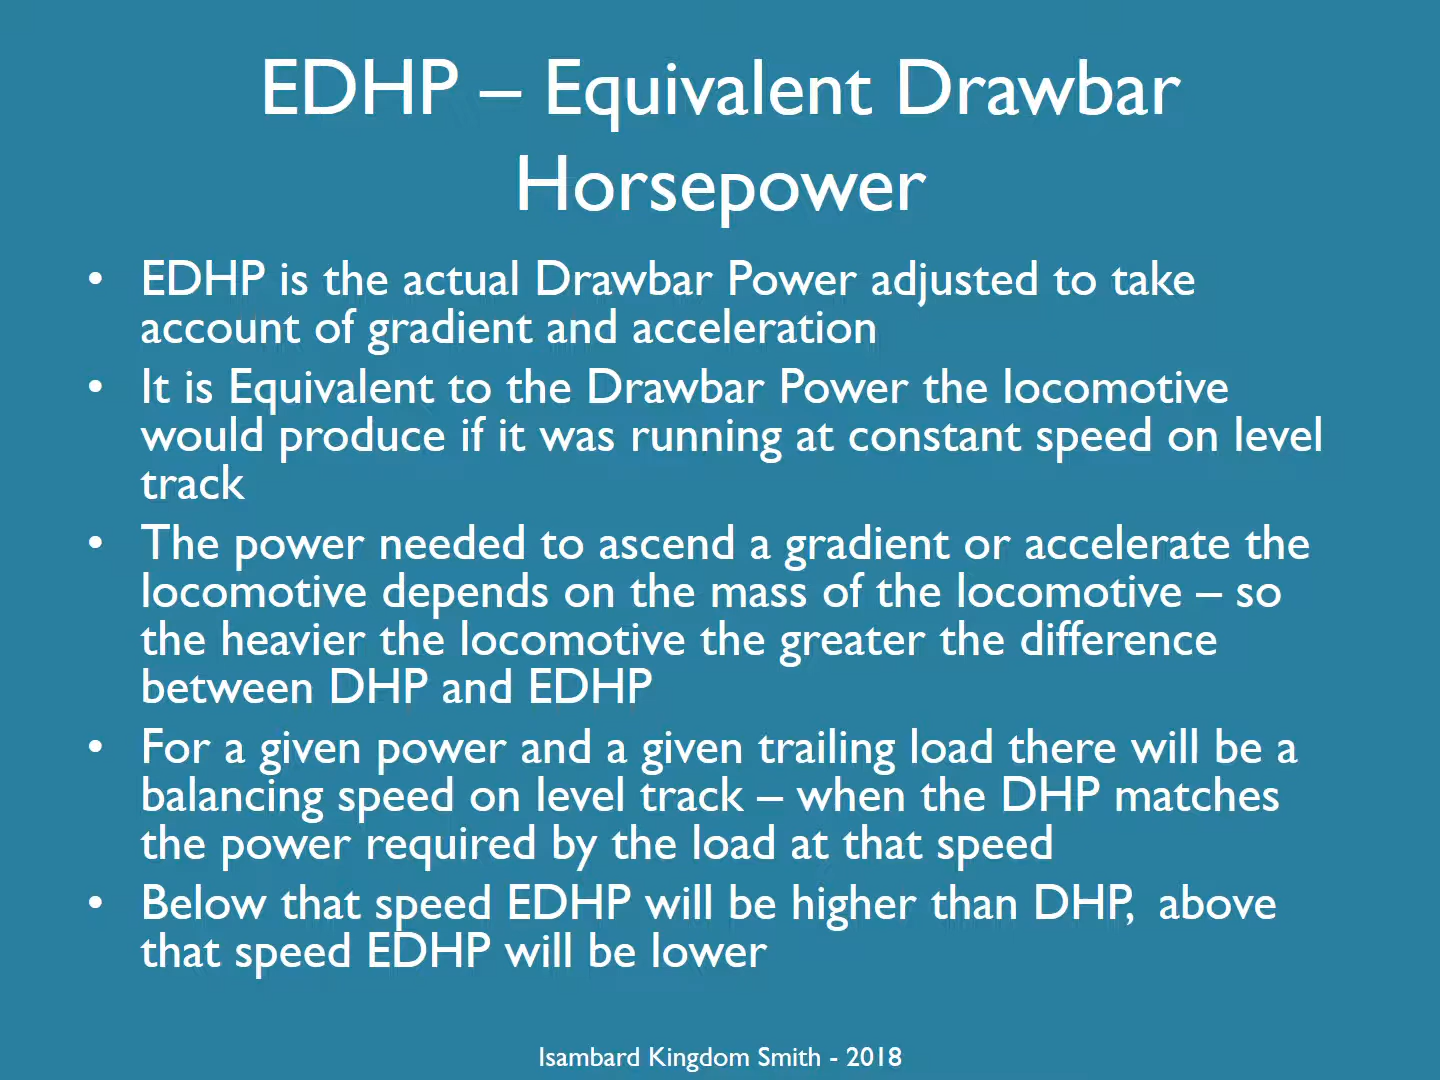 EDHP – Equivalent Drawbar
Horsepower
• EDHP is the actual Drawbar Power adjusted to take
account of gradient and acceleration
• It is Equivalent to the Drawbar Power the locomotive
would produce if it was running at constant speed on level
track
• The power needed to ascend a gradient or accelerate the
locomotive depends on the mass of the locomotive – so
the heavier the locomotive the greater the difference
between DHP and EDHP
• For a given power and a given trailing load there will be a
balancing speed on level track – when the DHP matches
the power required by the load at that speed
• Below that speed EDHP will be higher than DHP, above
that speed EDHP will be lower
Isambard Kingdom Smith - 2018